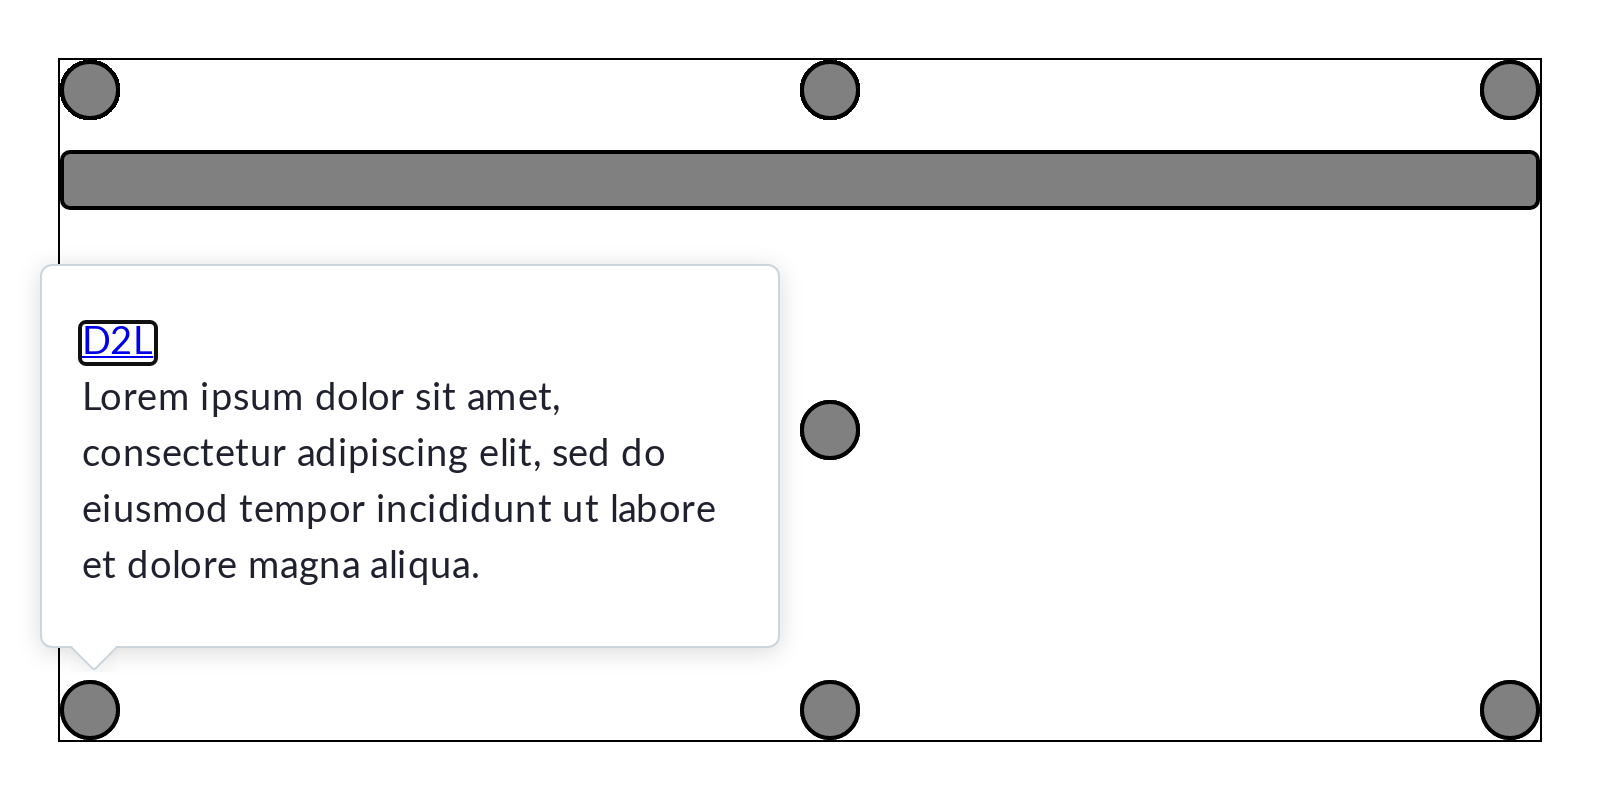 D2L
Lorem ipsum dolor sit amet,
consectetur adipiscing elit, sed do
eiusmod tempor incididunt ut labore
et dolore magna aliqua.